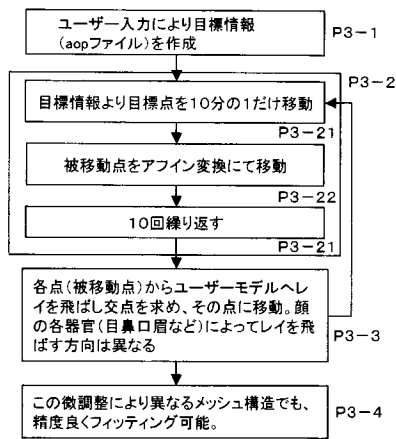 ユーザー入力により目標情報
(aopファイル)を作成
P3-1
P3-2
目標情報より目標点を10分の1だけ移動
P3-21
被移動点をアフィン変換にて移動
P3-22
10回繰り返す
P3-21
各点(被移動点)からユーザーモデルへレ
イを飛ばし交点を求め、その点に移動。顔
の各器官(目鼻口眉など)によってレイを飛
ばす方向は異なる
P3-3
この微調整により異なるメッシュ構造でも、
精度良くフィッティング可能。
P3-4